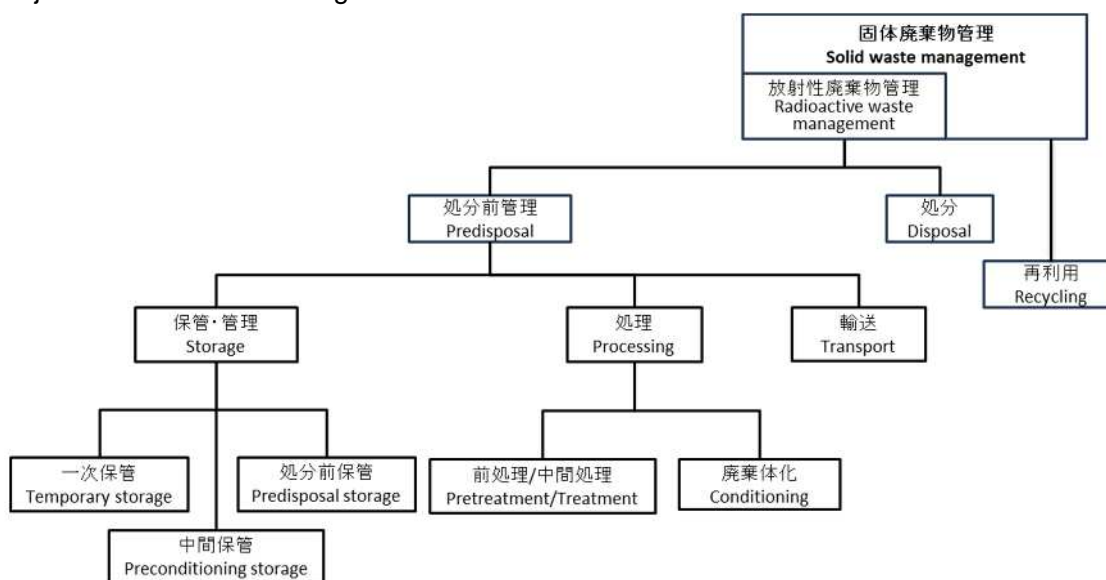 固体廃棄物管理
Solid waste management
放射性廃棄物管理
Radioactive waste
management
処分前管理
Predisposal
処分
Disposal
再利用
Recycling
保管・管理
Storage
処理
Processing
輸送
Transport
一次保管
Temporary storage
処分前保管
Predisposal storage
前処理/中間処理
Pretreatment/Treatment
廃棄体化
Conditioning
中間保管
Preconditioning storage